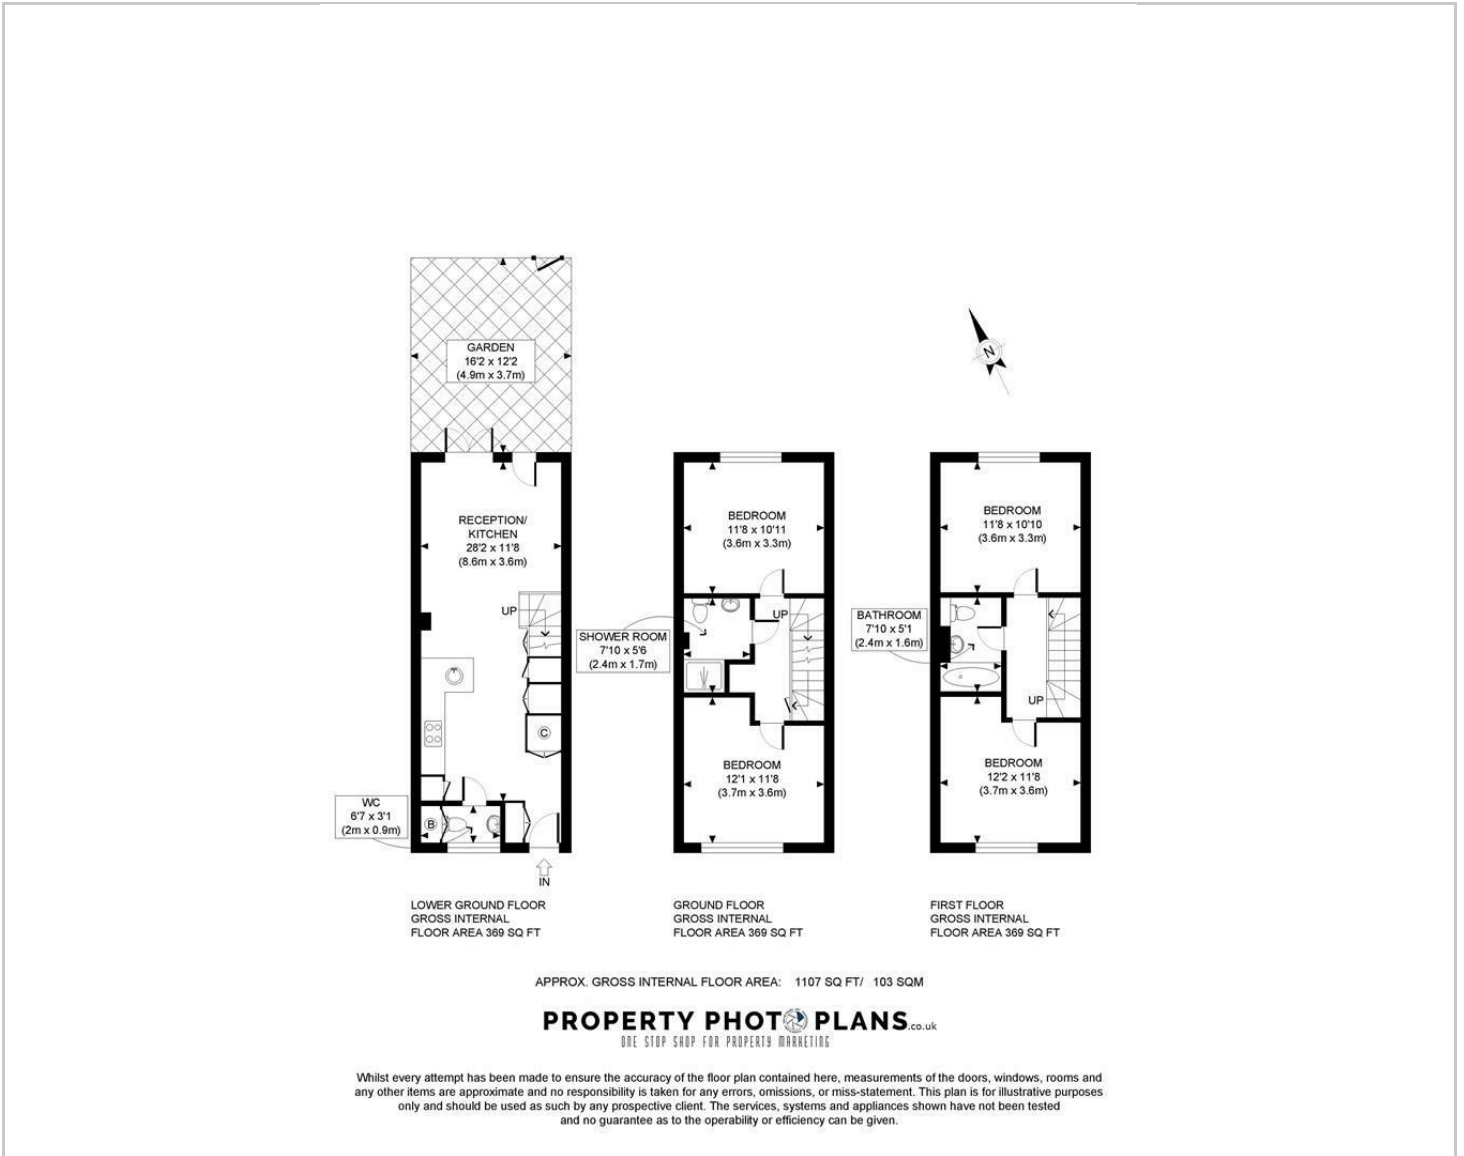 GARDEN
16'2 x 12'2
(4.9m x 3.7m)
N
RECEPTION/
KITCHEN
28'2 x 11'8
(8.6m x 3.6m)
UP
C
B
WC
6'7 x 3'1
(2m x 0.9m)
IN
LOWER GROUND FLOOR
GROSS INTERNAL
FLOOR AREA 369 SQ FT
BEDROOM
11'8 x 10'11
(3.6m x 3.3m)
UP
SHOWER ROOM
7'10 x 5'6
(2.4m x 1.7m)
BEDROOM
12'1 x 11'8
(3.7m x 3.6m)
GROUND FLOOR
GROSS INTERNAL
FLOOR AREA 369 SQ FT
BEDROOM
11'8 x 10'10
(3.6m x 3.3m)
BATHROOM
7'10 x 5'1
(2.4m x 1.6m)
UP
BEDROOM
12'2 x 11'8
(3.7m x 3.6m)
FIRST FLOOR
GROSS INTERNAL
FLOOR AREA 369 SQ FT
APPROX. GROSS INTERNAL FLOOR AREA: 1107 SQ FT/ 103 SQM
PROPERTY PHOTO PLANS.co.uk
ONE STOP SHOP FOR PROPERTY MARKETING
Whilst every attempt has been made to ensure the accuracy of the floor plan contained here, measurements of the doors, windows, rooms and
any other items are approximate and no responsibility is taken for any errors, omissions, or miss-statement. This plan is for illustrative purposes
only and should be used as such by any prospective client. The services, systems and appliances shown have not been tested
and no guarantee as to the operability or efficiency can be given.